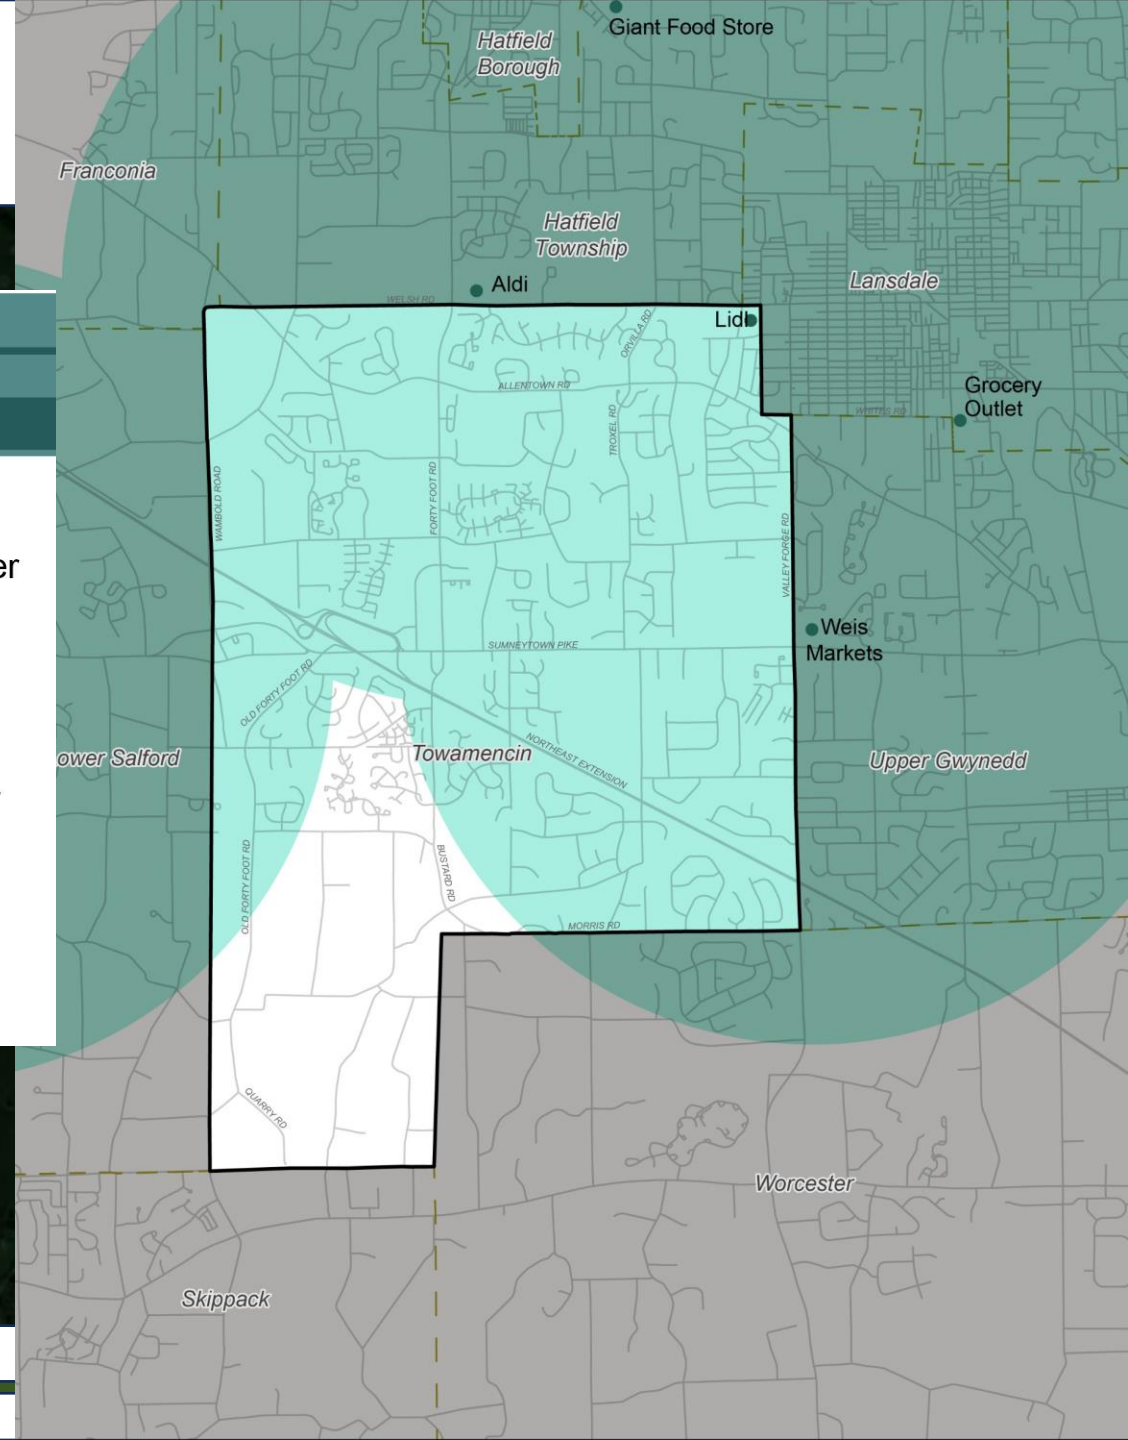 Giant Food Store
Hatfield
Borough
Franconia
Hatfield
Township
Lansdale
Aldi
WELSH RD
Lidl
ORVILLA RD
ALLENTOWN RD
Grocery
Outlet
WHITES RD
TROXEL RD
FORTY FOOT RD
WAMBOLD ROAD
VALLEY FORGE RD
er
Weis
Markets
SUMNEYTOWN PIKE
OLD FORTY FOOT RD
ower Salford
Towamencin
NORTHEAST EXTENSION
Upper Gwynedd
OLD FORTY FOOT RD
BUSTARD RD
MORRIS RD
QUARRY RD
Worcester
Skippack